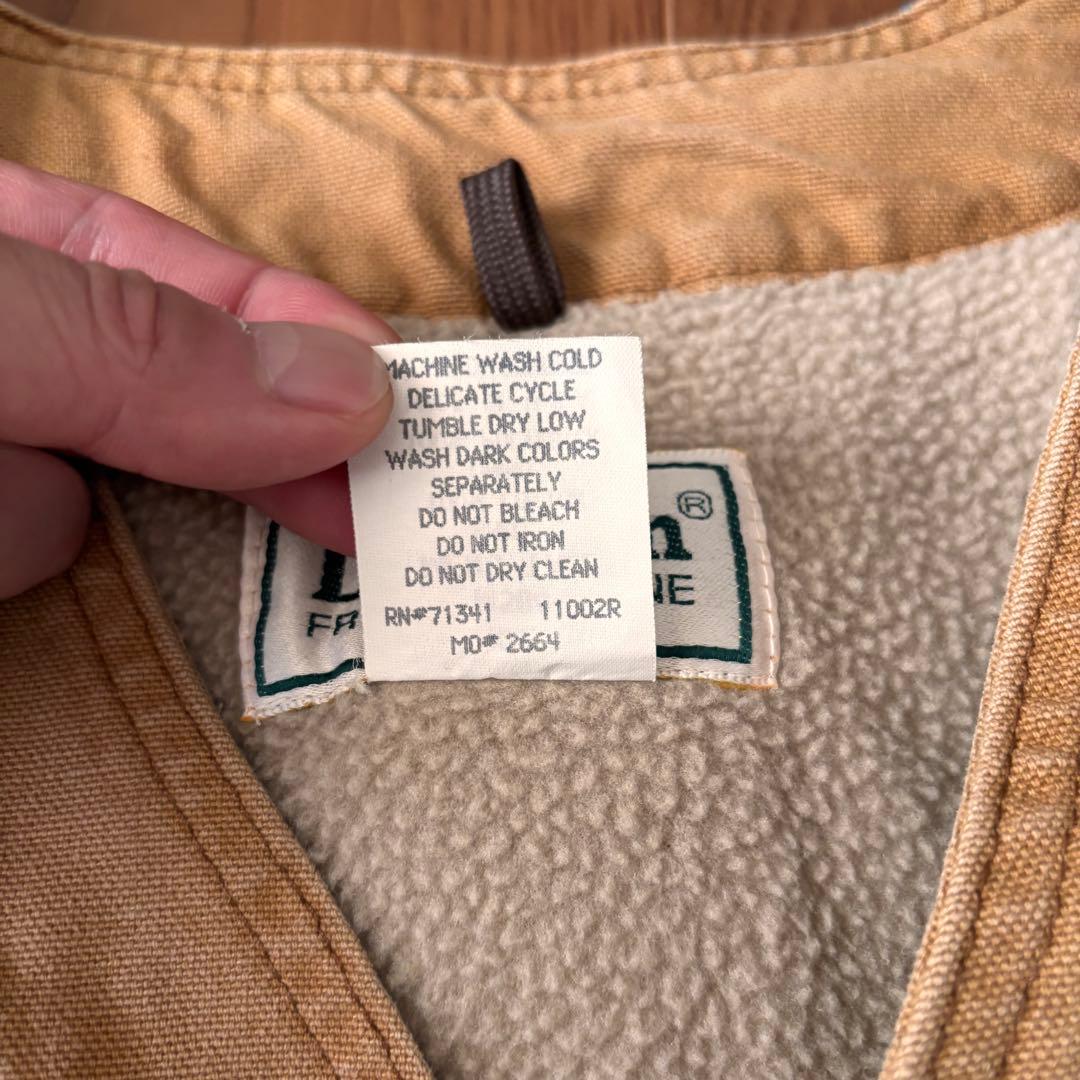 MACHINE WASH COLD
DELICATE CYCLE
TUMBLE DRY LOW
WASH DARK COLORS
SEPARATELY
DO NOT BLEACH
DO NOT IRON
DO NOT DRY CLEAN
RN#71341 11002R
MO# 2664
®